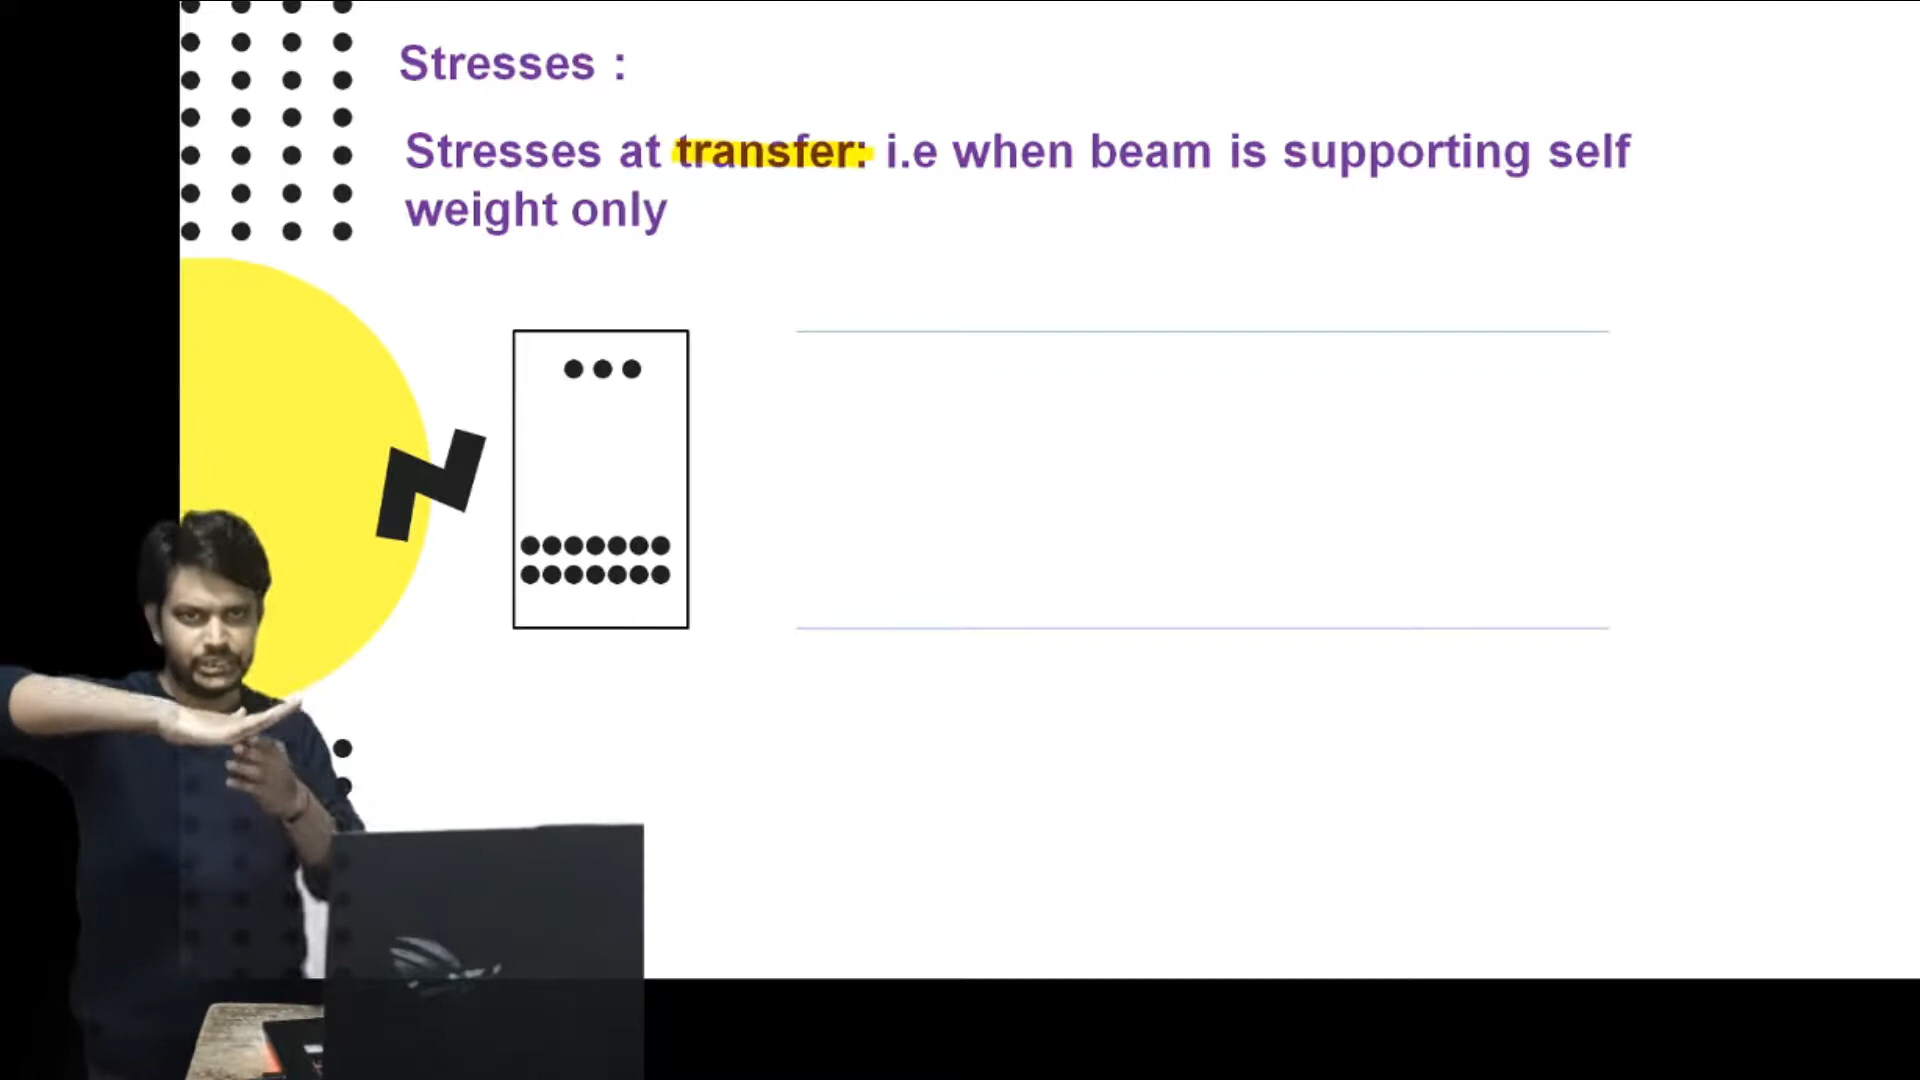 Stresses :
Stresses at transfer: i.e when beam is supporting self
weight only